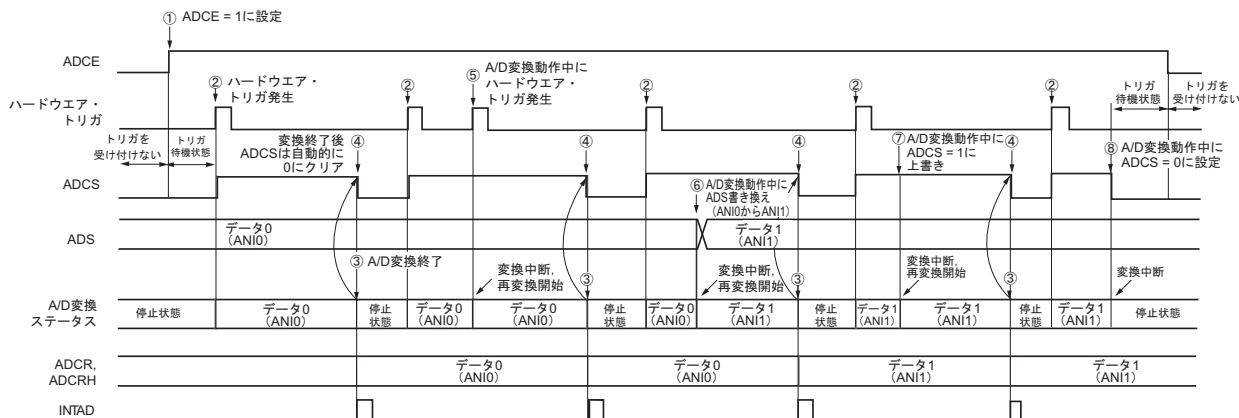 ① ADCE = 1に設定
ADCE
② ハードウエア・
トリガ発生
②
⑤ A/D変換動作中に
ハードウエア・
トリガ発生
②
②
②
トリガ
待機状態
トリガを
受け付けない
ハードウエア・
トリガ
トリガを
受け付けない
トリガ
待機状態
変換終了後
ADCSは自動的に
0にクリア
④
④
④
⑦ A/D変換動作中に
ADCS = 1に
上書き
④
⑧ A/D変換動作中に
ADCS = 0に設定
ADCS
⑥ A/D変換動作中に
ADS書き換え
(ANI0からANI1)
ADS
データ0
(ANI0)
データ1
(ANI1)
③ A/D変換終了
変換中断,
再変換開始
③
変換中断,
再変換開始
③
変換中断,
再変換開始
③
変換中断
A/D変換
ステータス
停止状態
データ0
(ANI0)
停止
状態
データ0
(ANI0)
データ0
(ANI0)
停止
状態
データ0
(ANI0)
データ1
(ANI1)
停止
状態
データ1
(ANI1)
データ1
(ANI1)
停止
状態
データ1
(ANI1)
停止状態
ADCR,
ADCRH
データ0
(ANI0)
データ0
(ANI0)
データ1
(ANI1)
データ1
(ANI1)
INTAD